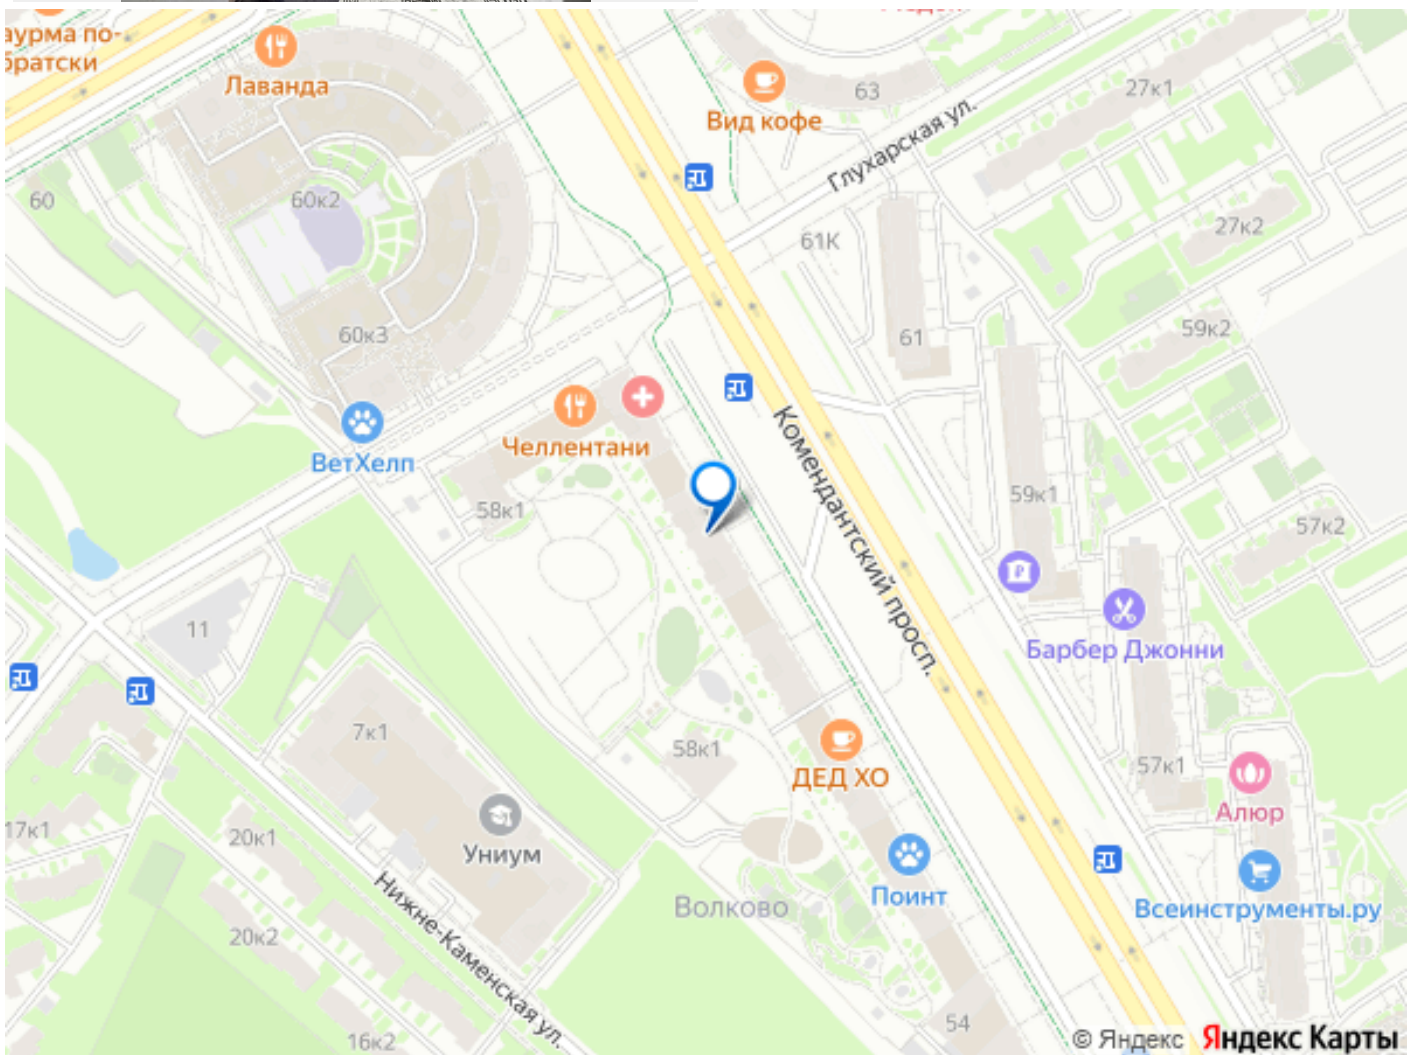 аурма по-
братски
Лаванда
Вид кофе
63
27к1
Глухарская ул.
60
60к2
61К
27к2
60к3
61
59к2
Челлентани
ВетХелп
58к1
Комендантский просп.
59к1
57к2
11
Барбер Джонни
7к1
58к1
ДЕД ХО
57к1
Алюр
17к1
20к1
Униум
Поинт
Волково
Всеинструменты.ру
20к2
Нижне-Каменская ул.
16к2
54
© Яндекс Яндекс Карты